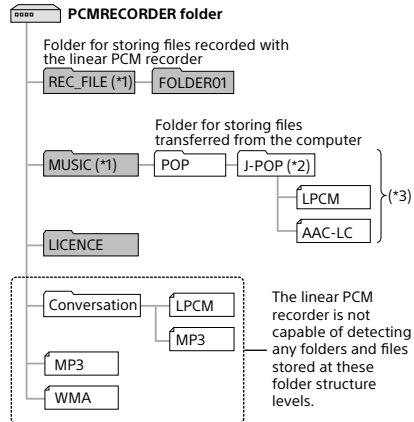 PCMRECORDER folder
Folder for storing files recorded with
the linear PCM recorder
REC_FILE (*1)
FOLDER01
Folder for storing files
transferred from the computer
MUSIC (*1)
POP
J-POP (*2)
LPCM
(*3)
AAC-LC
LICENCE
Conversation
LPCM
MP3
MP3
WMA
The linear PCM
recorder is not
capable of detecting
any folders and files
stored at these
folder structure
levels.